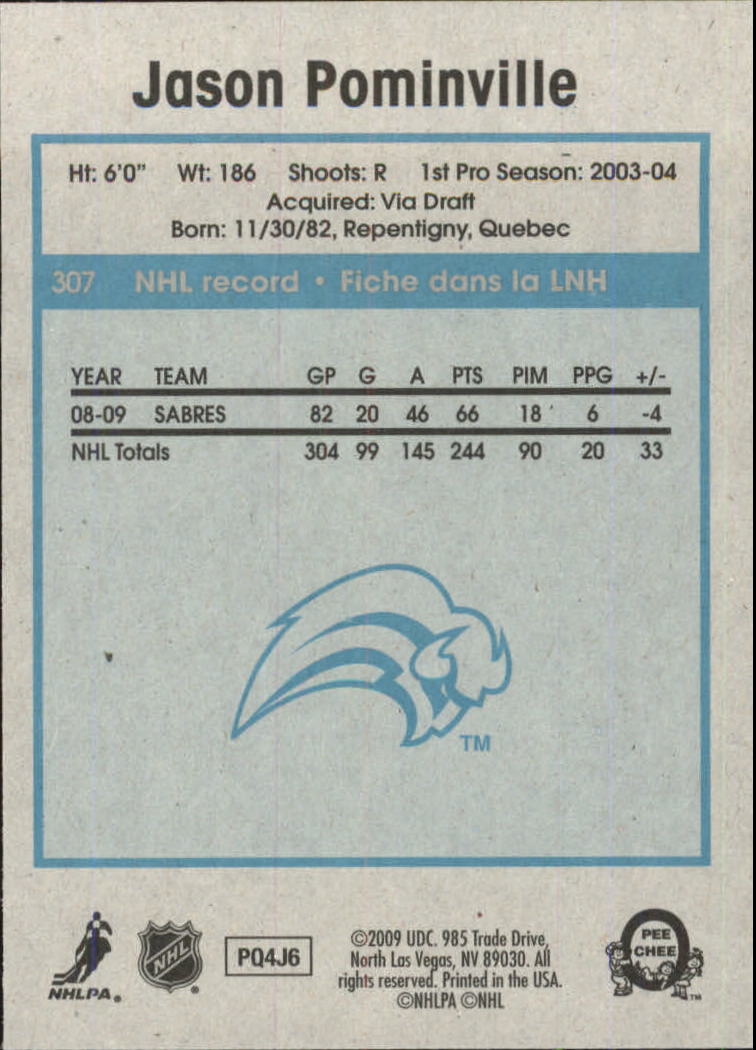 Jason Pominville
Ht: 6'0" Wt: 186 Shoots: R 1st Pro Season: 2003-04
Acquired: Via Draft
Born: 11/30/82, Repentigny, Quebec
307 NHL record • Fiche dans la LNH
YEAR TEAM GP G A PTS PIM PPG +/-
08-09 SABRES 82 20 46 66 18 6 -4
NHL Totals 304 99 145 244 90 20 33
TM
NHLPA®
NHL®
PQ4J6
©2009 UDC. 985 Trade Drive,
North Las Vegas, NV 89030. All
rights reserved. Printed in the USA.
©NHLPA ©NHL
O
PEE
CHEE
TM